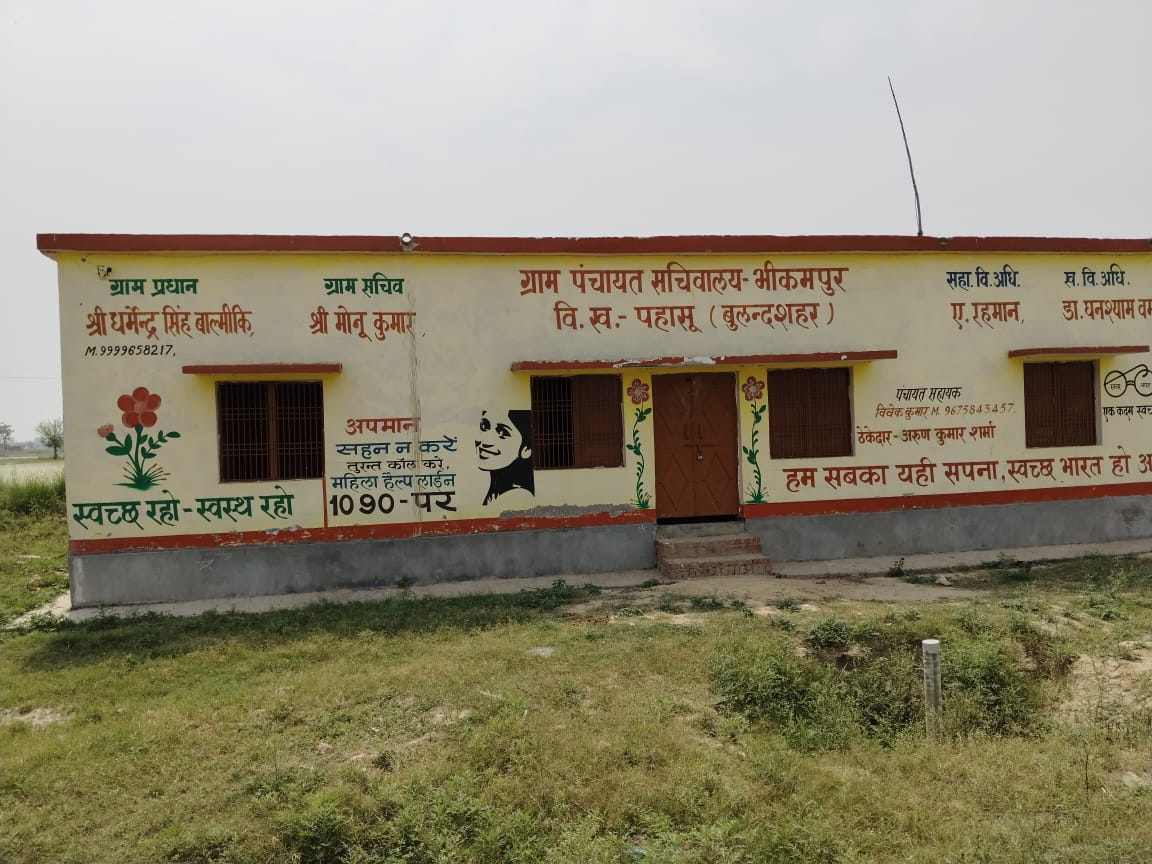 ग्राम पंचायत सचिवालय-भीकमपुर
वि.ख.- पहासू (बुलन्दशहर)
ग्राम प्रधान
श्री धर्मेन्द्र सिंह बाल्मीकि,
M.9999658217,
ग्राम सचिव
श्री मोनू कुमार
सहा.वि.अधि.
ए.रहमान,
ख.वि.अधि.
डा.घनश्याम
अपमान
सहन न करें
तुरन्त कॉल करे,
महिला हैल्प लाईन
1090-पर
स्वच्छ रहो-स्वस्थ रहो
पंचायत सहायक
विवेक कुमार M. 9675843457,
ठेकेदार-अरुण कुमार शर्मा
हम सबका यही सपना,स्वच्छ भारत हो
एक कदम